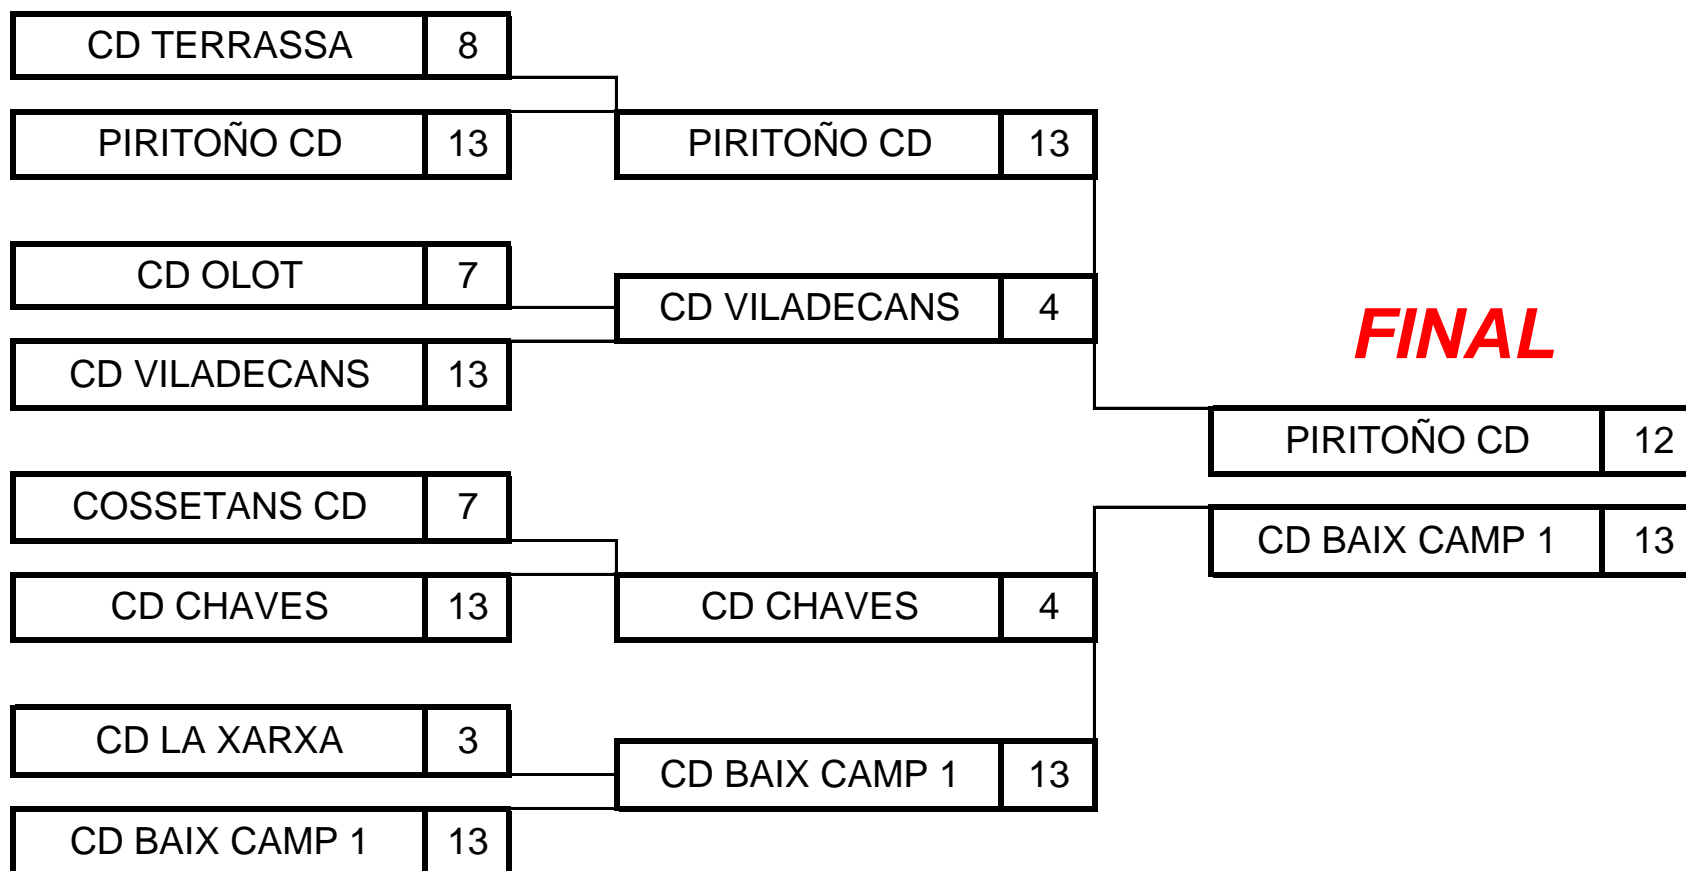 CD TERRASSA 8
PIRITOÑO CD 13
PIRITOÑO CD 13
CD OLOT 7
CD VILADECANS 4
FINAL
CD VILADECANS 13
PIRITOÑO CD 12
COSSETANS CD 7
CD BAIX CAMP 1 13
CD CHAVES 13
CD CHAVES 4
CD LA XARXA 3
CD BAIX CAMP 1 13
CD BAIX CAMP 1 13